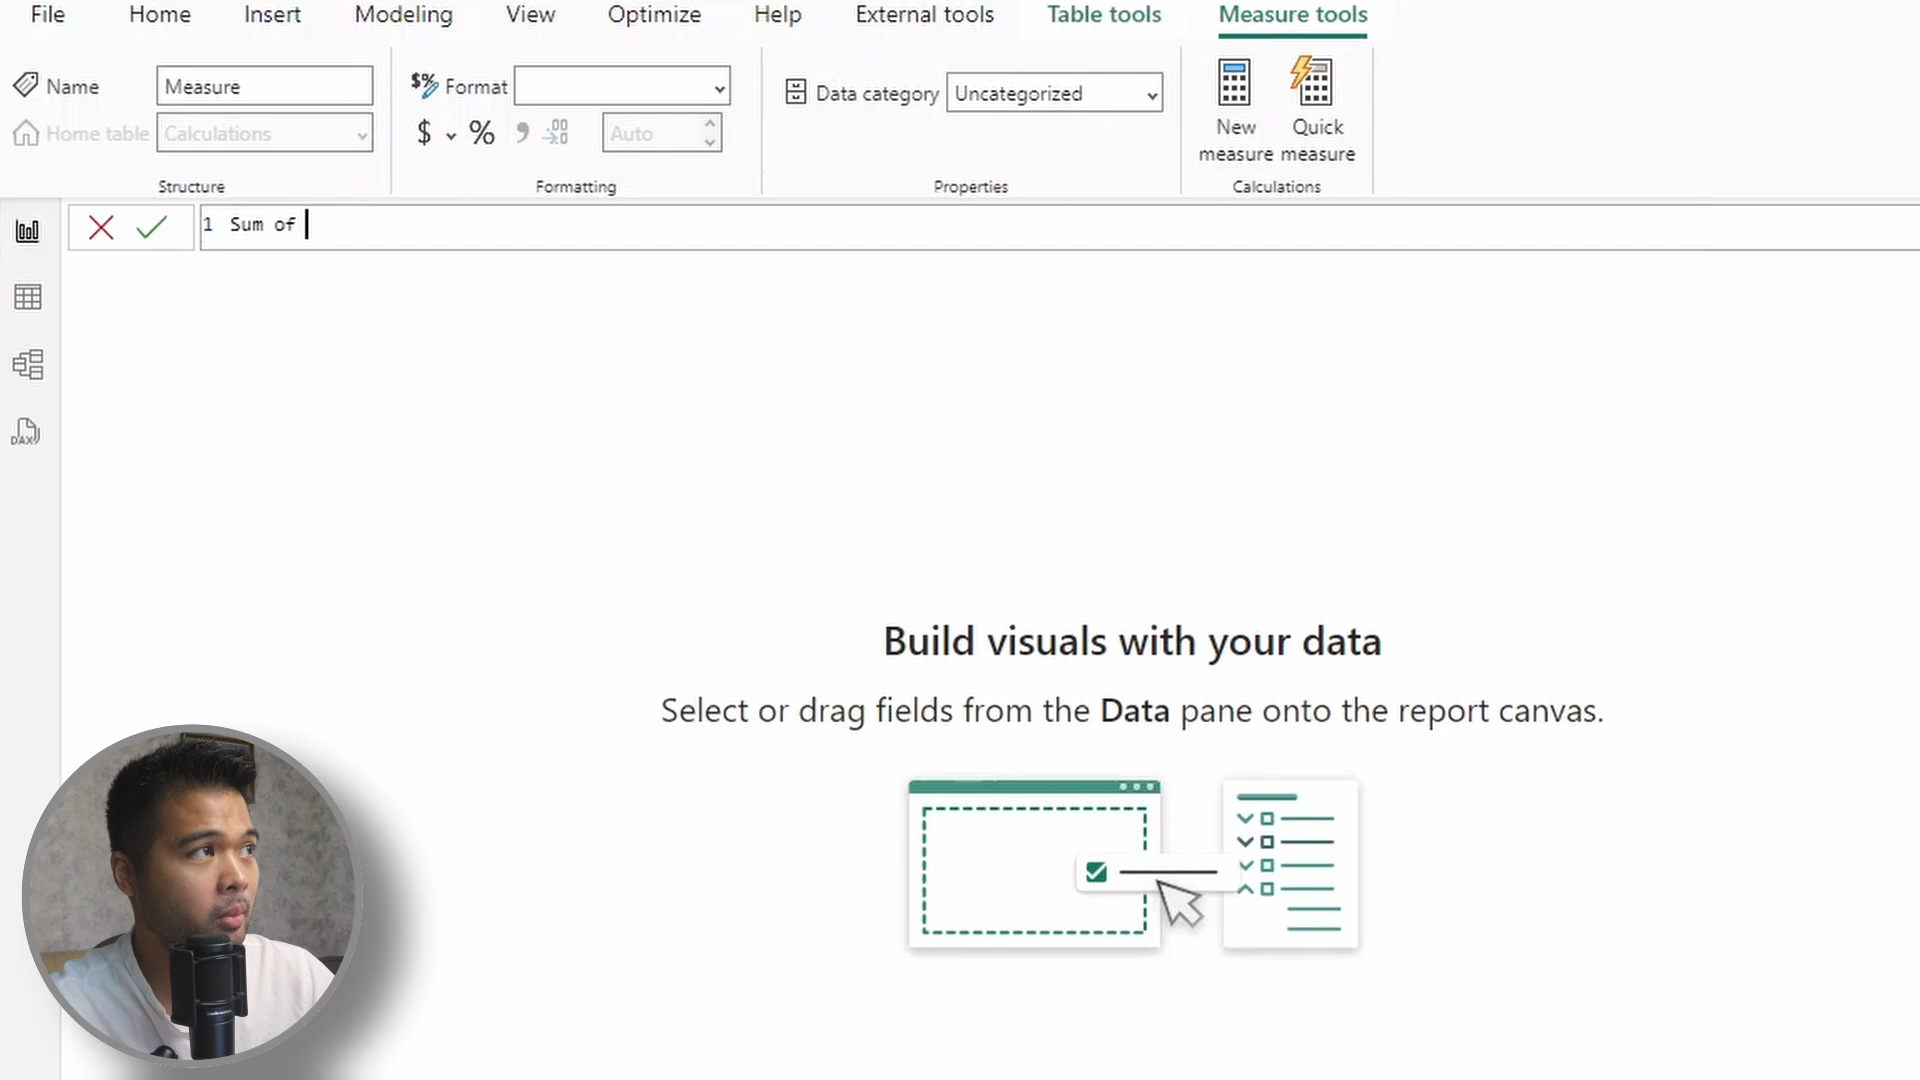 File Home Insert Modeling View Optimize Help External tools Table tools Measure tools
Name Measure
Home table Calculations
Structure
$% Format
$ % , .00 Auto
Formatting
Data category Uncategorized
Properties
New measure
Quick measure
Calculations
1 Sum of
DAX
Build visuals with your data
Select or drag fields from the Data pane onto the report canvas.